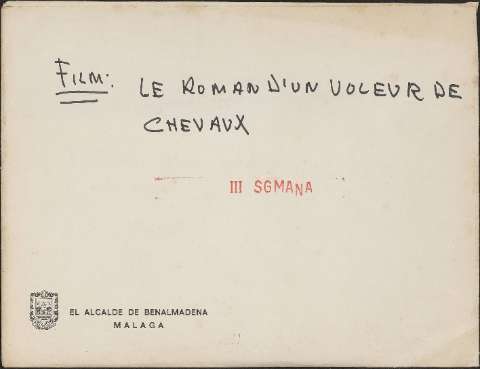 FILM: LE ROMAN D'UN VOLEUR DE
CHEVAUX
III SGMANA
EL ALCALDE DE BENALMADENA
MALAGA